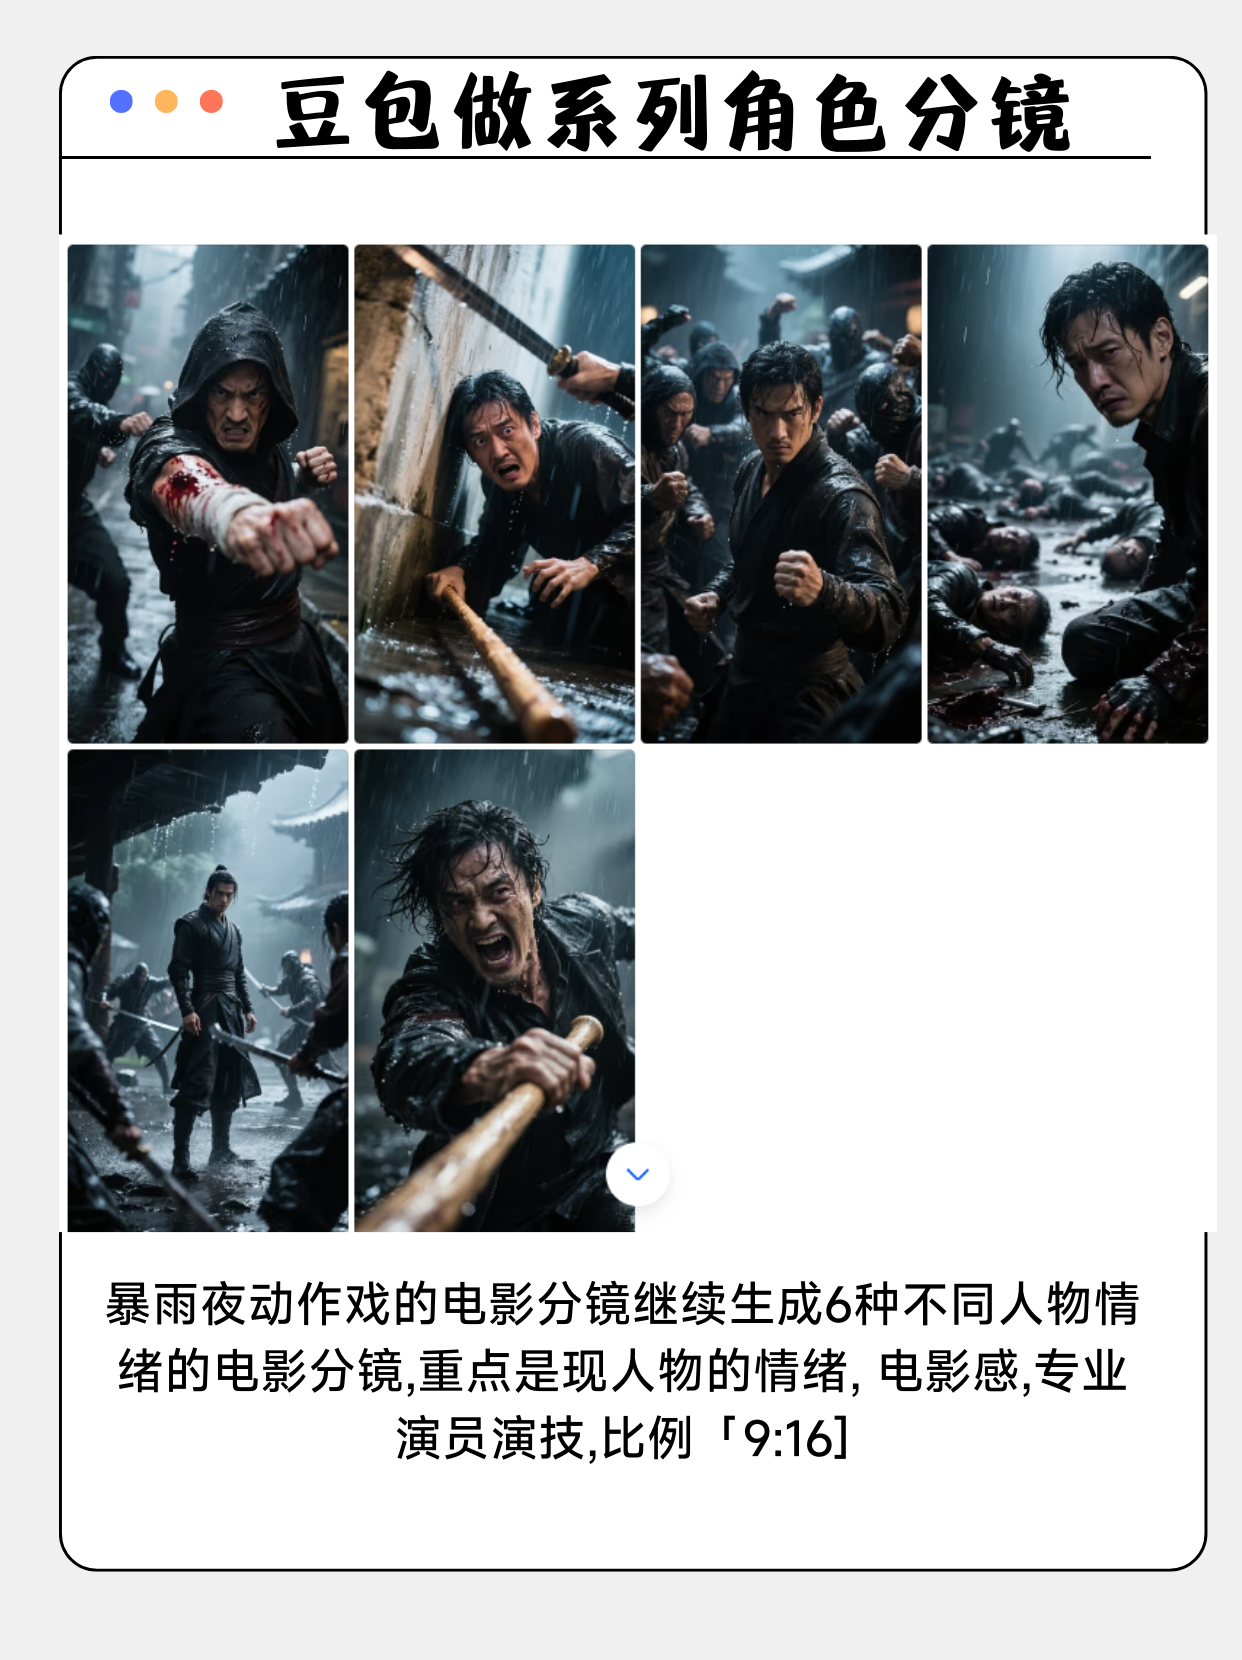 豆包做系列角色分镜
暴雨夜动作戏的电影分镜继续生成6种不同人物情
绪的电影分镜,重点是现人物的情绪, 电影感,专业
演员演技,比例「9:16]